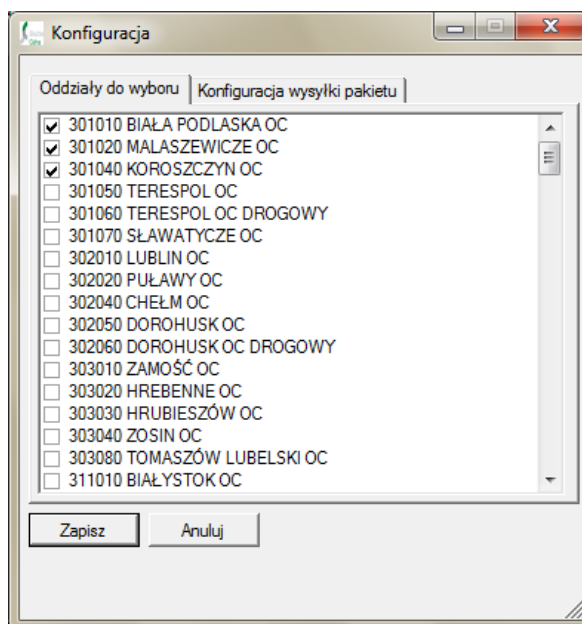 Konfiguracja
Oddziały do wyboru
Konfiguracja wysyłki pakietu
301010 BIAŁA PODLASKA OC
301020 MALASZEWICZE OC
301040 KOROSZCZYN OC
301050 TERESPOL OC
301060 TERESPOL OC DROGOWY
301070 SŁAWATYCZE OC
302010 LUBLIN OC
302020 PUŁAWY OC
302040 CHEŁM OC
302050 DOROHUSK OC
302060 DOROHUSK OC DROGOWY
303010 ZAMOŚĆ OC
303020 HREBENNE OC
303030 HRUBIESZÓW OC
303040 ZOSIN OC
303080 TOMASZÓW LUBELSKI OC
311010 BIAŁYSTOK OC
Zapisz
Anuluj